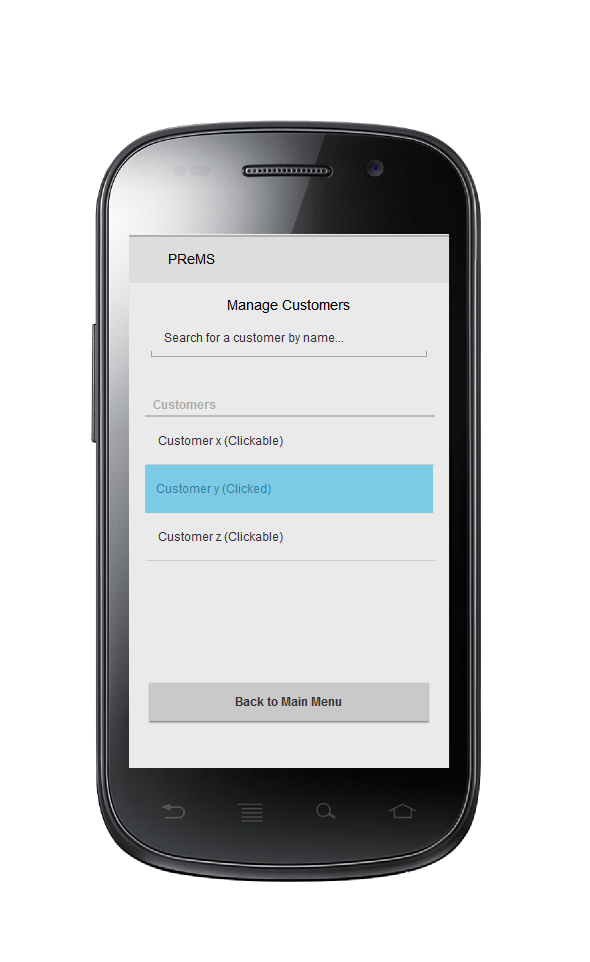 PReMS
Manage Customers
Search for a customer by name...
Customers
Customer x (Clickable)
Customer y (Clicked)
Customer z (Clickable)
Back to Main Menu